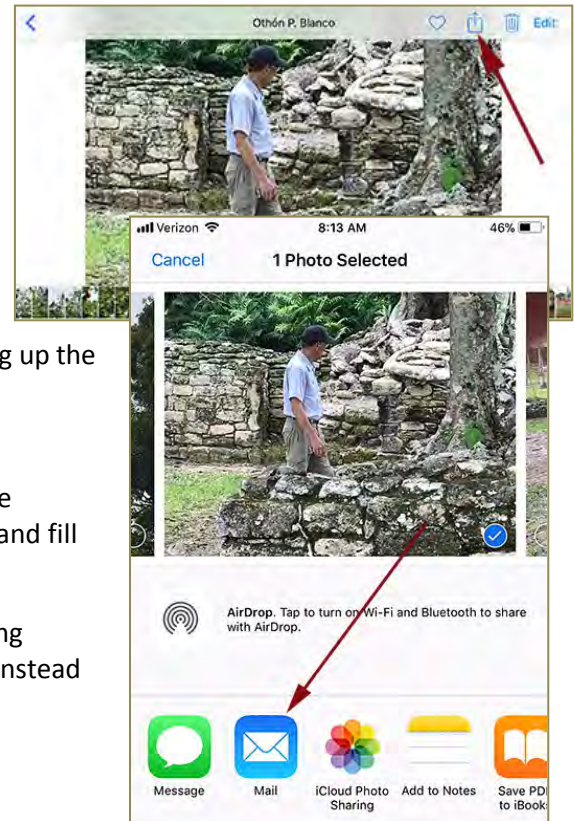 Othón P. Blanco
Edit
Verizon
8:13 AM
46%
Cancel
1 Photo Selected
g up the
e
and fill
ng
nstead
AirDrop. Tap to turn on Wi-Fi and Bluetooth to share
with AirDrop.
Message
Mail
iCloud Photo
Sharing
Add to Notes
Save PD
to iBook